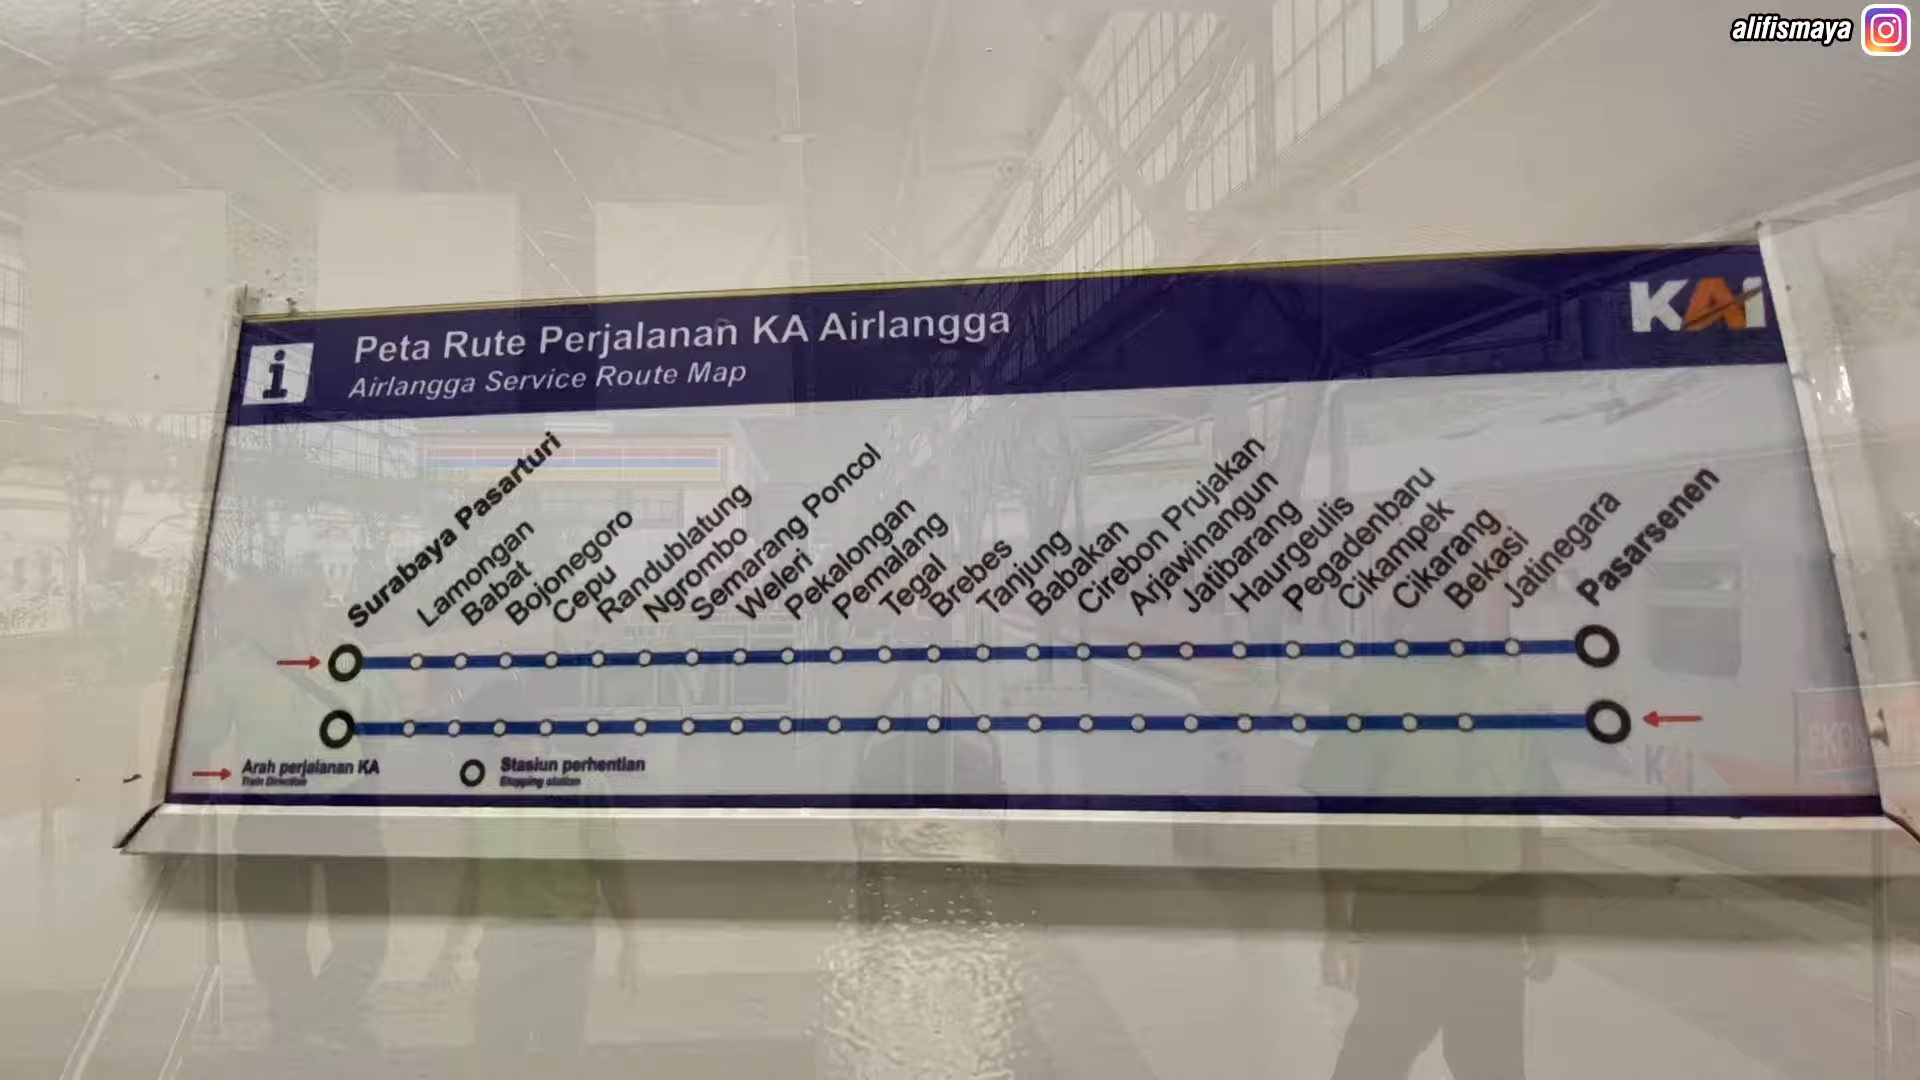 alifismaya
Peta Rute Perjalanan KA Airlangga
Airlangga Service Route Map
KAI
Surabaya Pasarturi
Lamongan
Babat
Bojonegoro
Cepu
Randublatung
Ngrombo
Semarang Poncol
Weleri
Pekalongan
Pemalang
Tegal
Brebes
Tanjung
Babakan
Cirebon Prujakan
Arjawinangun
Jatibarang
Haurgeulis
Pegadenbaru
Cikampek
Cikarang
Bekasi
Jatinegara
Pasarsenen
Arah perjalanan KA
Train Direction
Stasiun perhentian
Stopping station
KAI